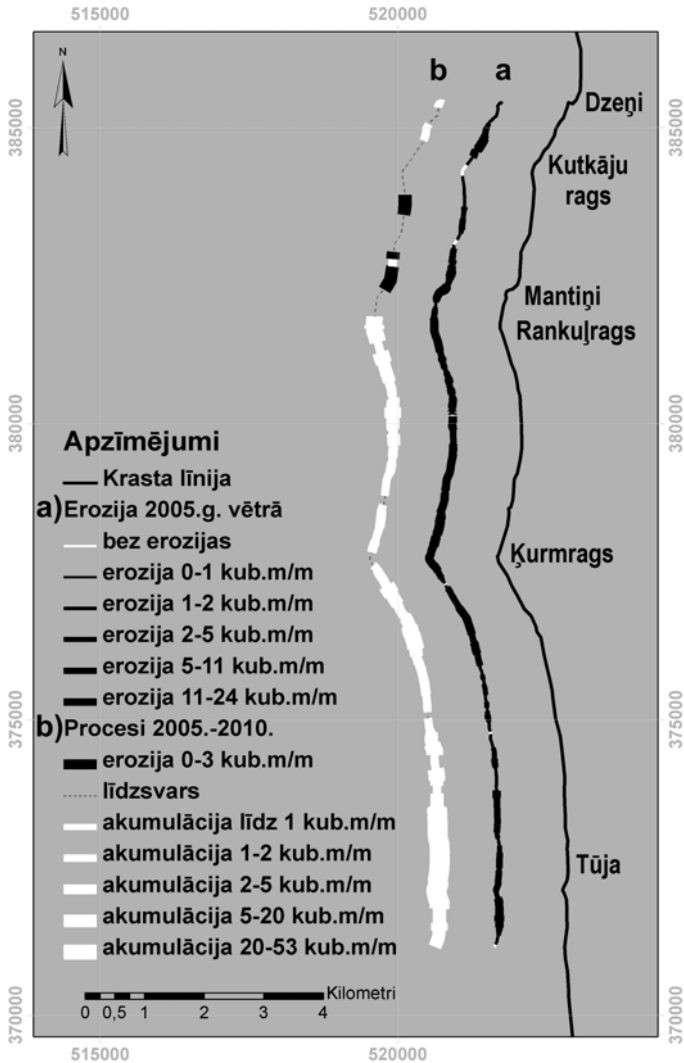 515000 520000
N
b a
Dzeņi
385000 385000
Kutkāju
rags
Mantiņi
Rankuļrags
380000 380000
Apzīmējumi
Krasta līnija
a) Erozija 2005.g. vētrā
bez erozijas
Ķurmrags
erozija 0-1 kub.m/m
erozija 1-2 kub.m/m
erozija 2-5 kub.m/m
erozija 5-11 kub.m/m
erozija 11-24 kub.m/m
375000 375000
b) Procesi 2005.-2010.
erozija 0-3 kub.m/m
līdzsvars
akumulācija līdz 1 kub.m/m
akumulācija 1-2 kub.m/m
Tūja
akumulācija 2-5 kub.m/m
akumulācija 5-20 kub.m/m
akumulācija 20-53 kub.m/m
Kilometri
0 0,5 1 2 3 4
370000 370000
515000 520000